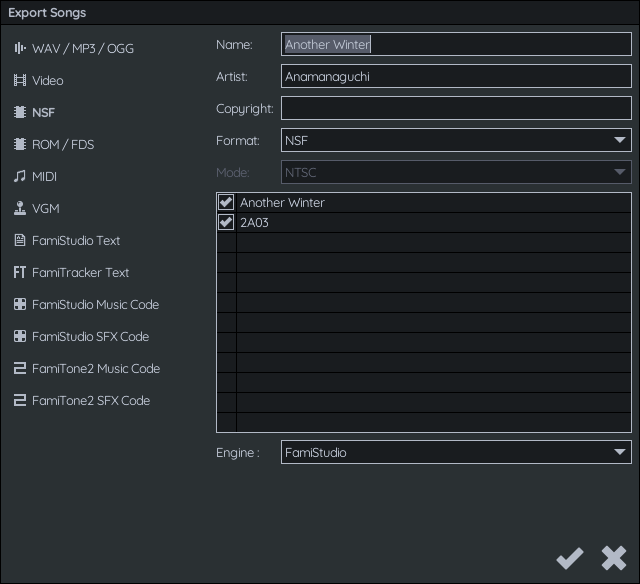 Export Songs
WAV / MP3 / OGG
Video
NSF
ROM / FDS
MIDI
VGM
FamiStudio Text
FT FamiTracker Text
FamiStudio Music Code
FamiStudio SFX Code
FamiTone2 Music Code
FamiTone2 SFX Code
Name: Another Winter
Artist: Anamanaguchi
Copyright:
Format: NSF
Mode: NTSC
Another Winter
2A03
Engine : FamiStudio